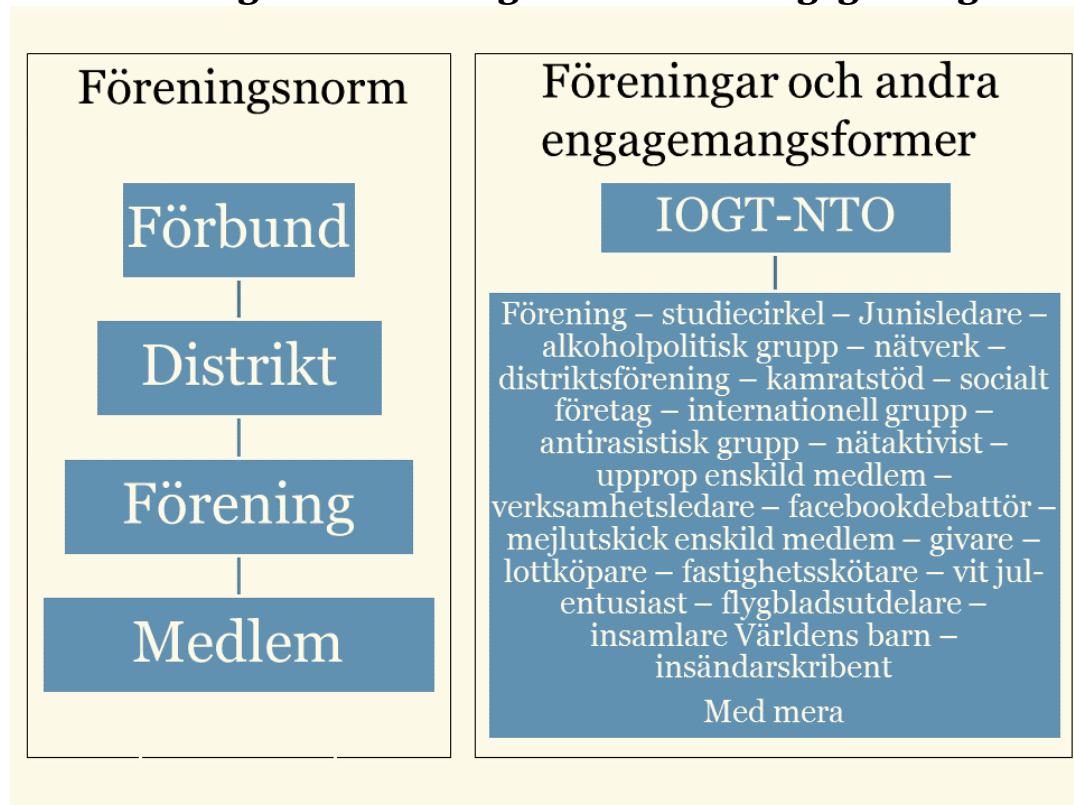 Föreningsnorm
Förbund
Distrikt
Förening
Medlem
Föreningar och andra
engagemangsformer
IOGT-NTO
Förening – studiecirkel – Junisledare –
alkoholpolitisk grupp – nätverk –
distriktsförening – kamratstöd – socialt
företag – internationell grupp –
antirasistisk grupp – nätaktivist –
upprop enskild medlem –
verksamhetsledare – facebookdebattör –
mejlutskick enskild medlem – givare –
lottköpare – fastighetsskötare – vit jul-
entusiast – flygbladsutdelare –
insamlare Världens barn –
insändarskribent
Med mera